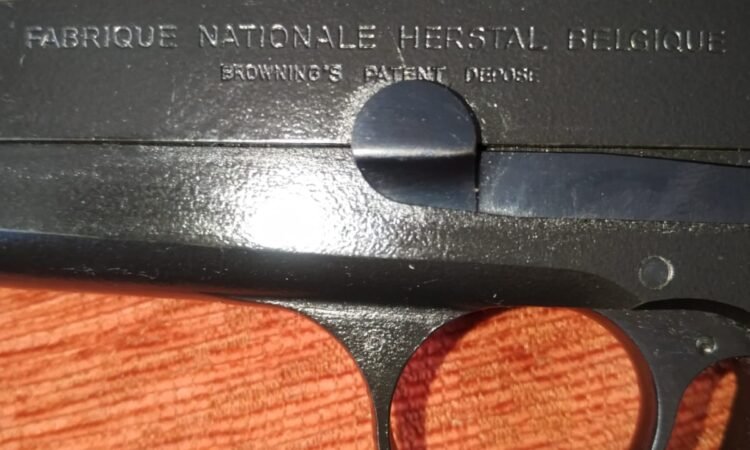 FABRIQUE NATIONALE HERSTAL BELGIQUE
BROWNING'S PATENT DEPOSE